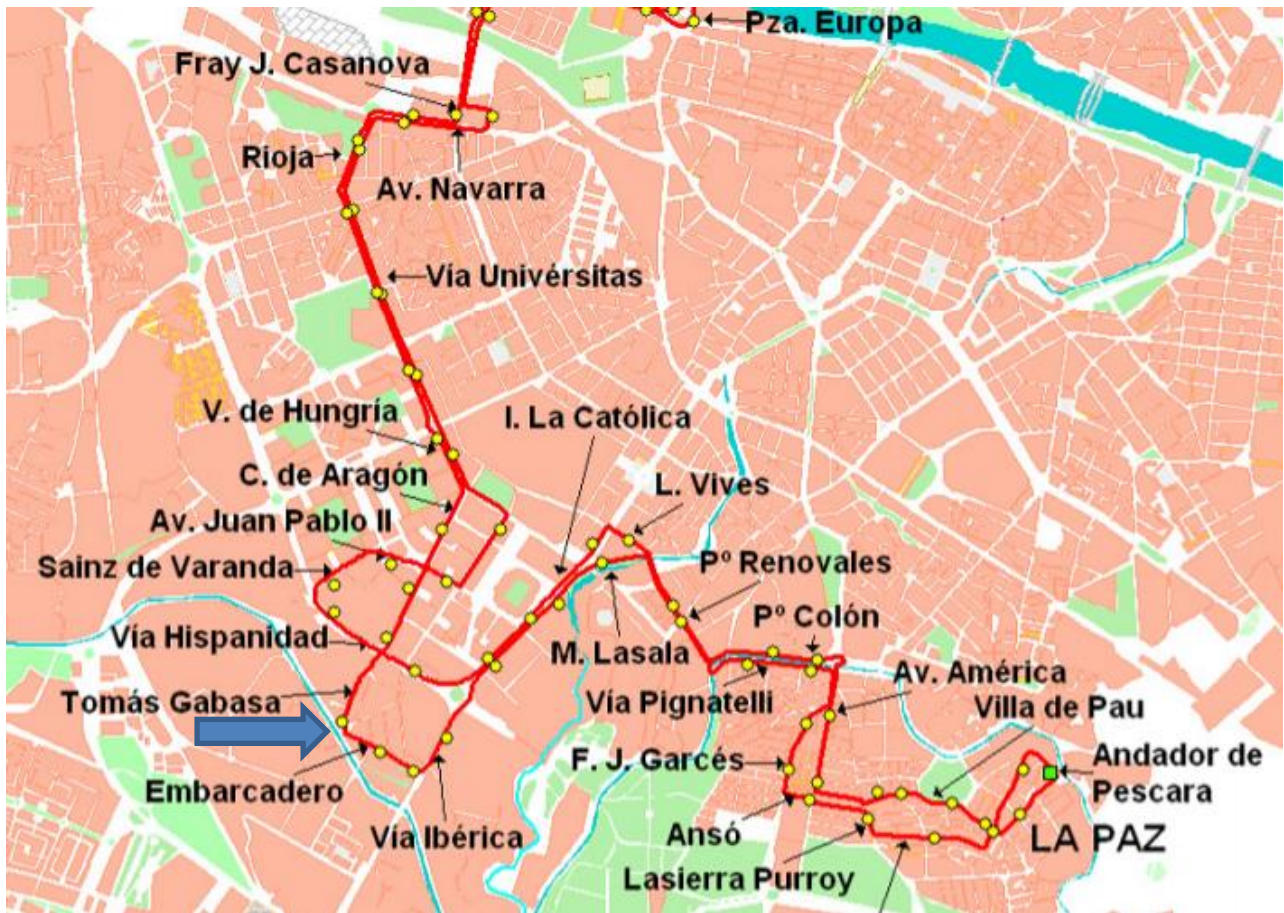 Pza. Europa
Fray J. Casanova
Rioja
Av. Navarra
Vía Univérsitas
V. de Hungría
I. La Católica
C. de Aragón
L. Vives
Av. Juan Pablo II
Sainz de Varanda
Pº Renovales
Pº Colón
Vía Hispanidad
M. Lasala
Av. América
Tomás Gabasa
Vía Pignatelli
Villa de Pau
F. J. Garcés
Andador de
Pescara
Embarcadero
Vía Ibérica
Ansó
LA PAZ
Lasierra Purroy